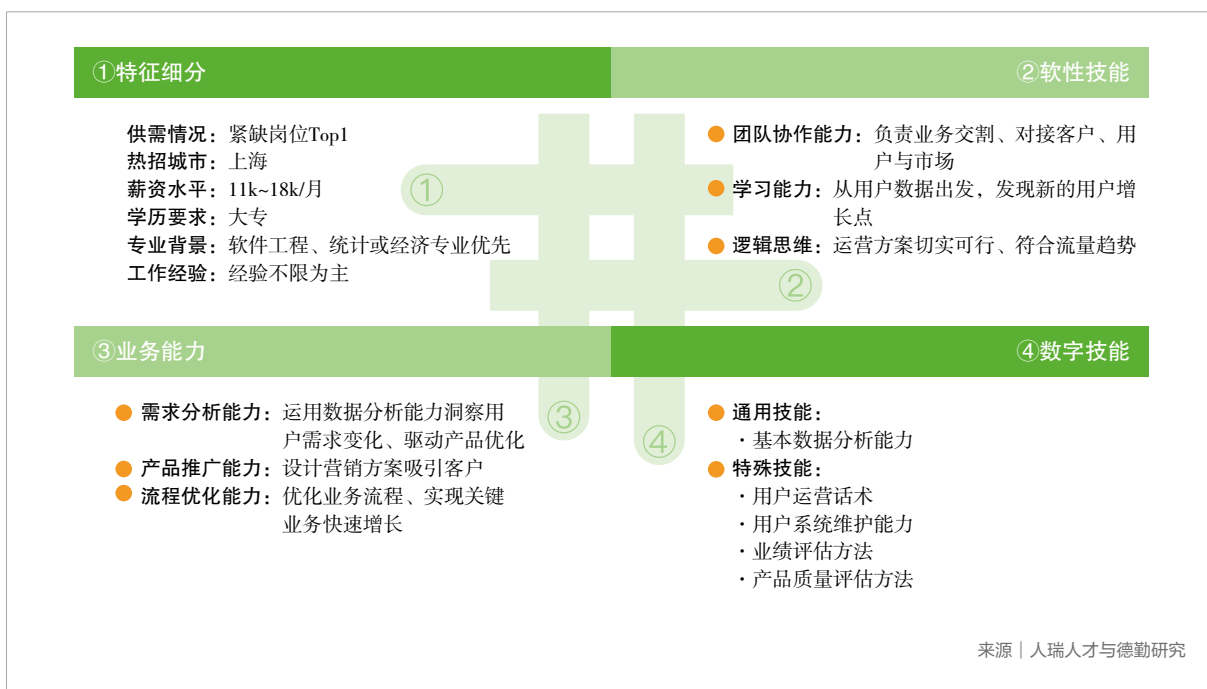 ①特征细分
供需情况：紧缺岗位Top1
热招城市：上海
薪资水平：11k~18k/月
学历要求：大专
专业背景：软件工程、统计或经济专业优先
工作经验：经验不限为主
①
②软性技能
团队协作能力：负责业务交割、对接客户、用
户与市场
学习能力：从用户数据出发，发现新的用户增
长点
逻辑思维：运营方案切实可行、符合流量趋势
②
③业务能力
需求分析能力：运用数据分析能力洞察用
户需求变化、驱动产品优化
产品推广能力：设计营销方案吸引客户
流程优化能力：优化业务流程、实现关键
业务快速增长
③
④数字技能
④
通用技能：
·基本数据分析能力
特殊技能：
·用户运营话术
·用户系统维护能力
·业绩评估方法
·产品质量评估方法
来源｜人瑞人才与德勤研究